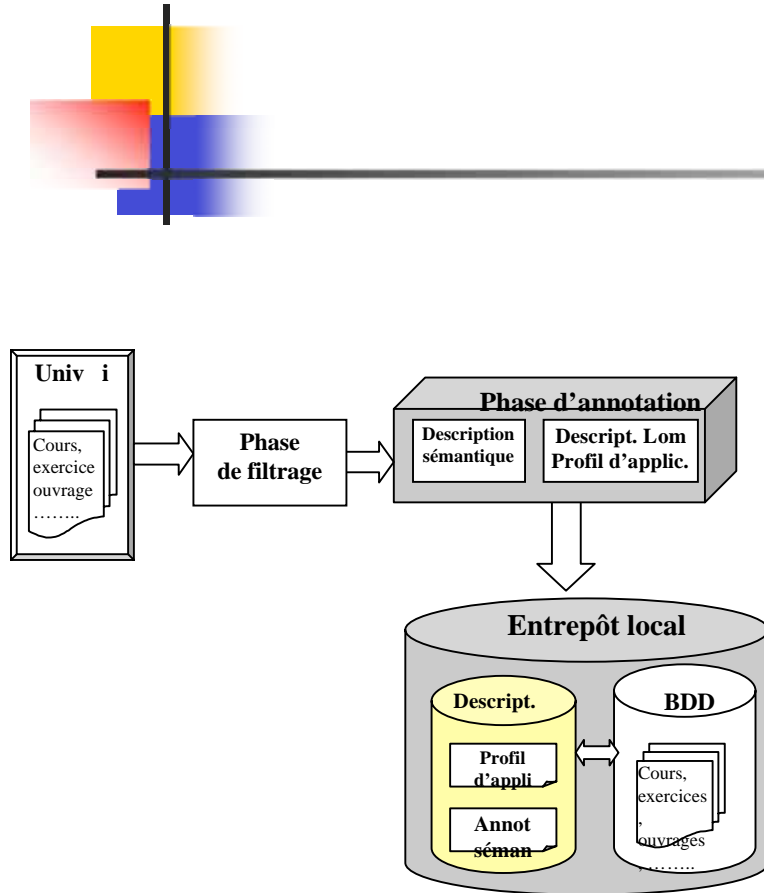 Univ i
Cours,
exercice
ouvrage
……..
Phase
de filtrage
Phase d’annotation
Description
sémantique
Descript. Lom
Profil d’applic.
Entrepôt local
Descript.
Profil
d’appli
Annot
séman
BDD
Cours,
exercices
,
ouvrages
, ……..